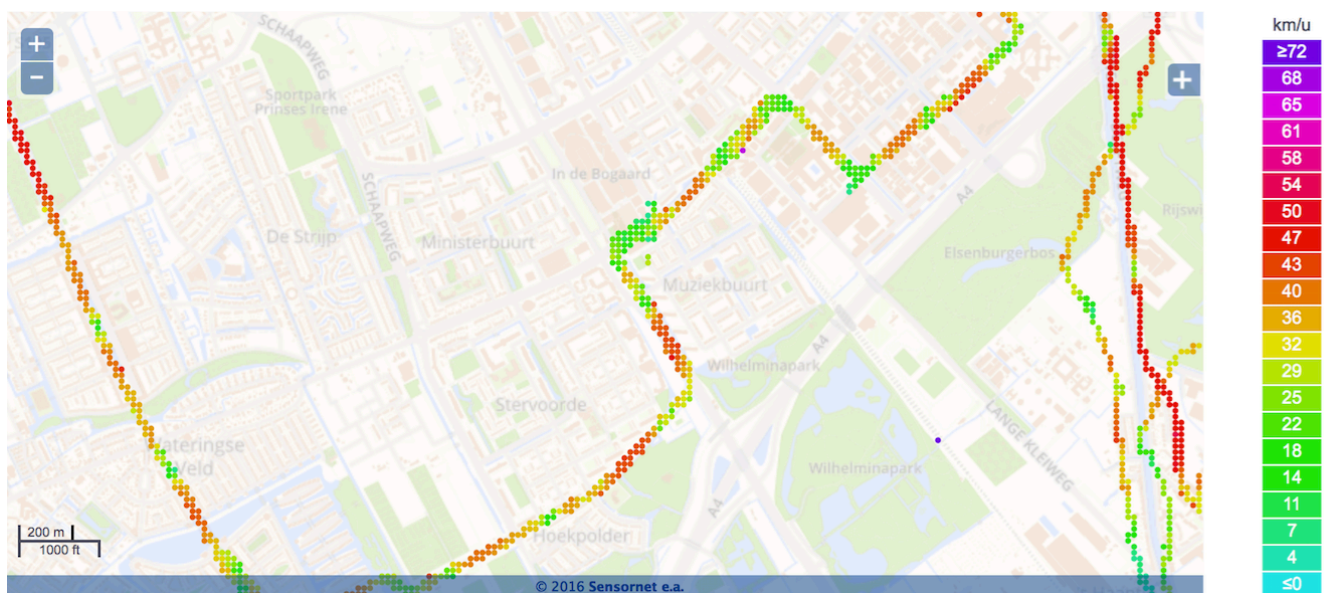 km/u
+
−
+
≥72
68
65
61
58
54
50
47
43
40
36
32
29
25
22
18
14
11
7
4
≤0
SCHAAPWEG
Sportpark
Prinses Irene
In de Bogaard
SCHAAPWEG
De Strijp
Ministerbuurt
A4
Elsenburgerbos
Muziekbuurt
Wilhelminapark
A4
Stervoorde
LANGE KLEIWEG
Wateringse
Veld
Wilhelminapark
A4
Hoekpolder
200 m
1000 ft
© 2016 Sensornet e.a.